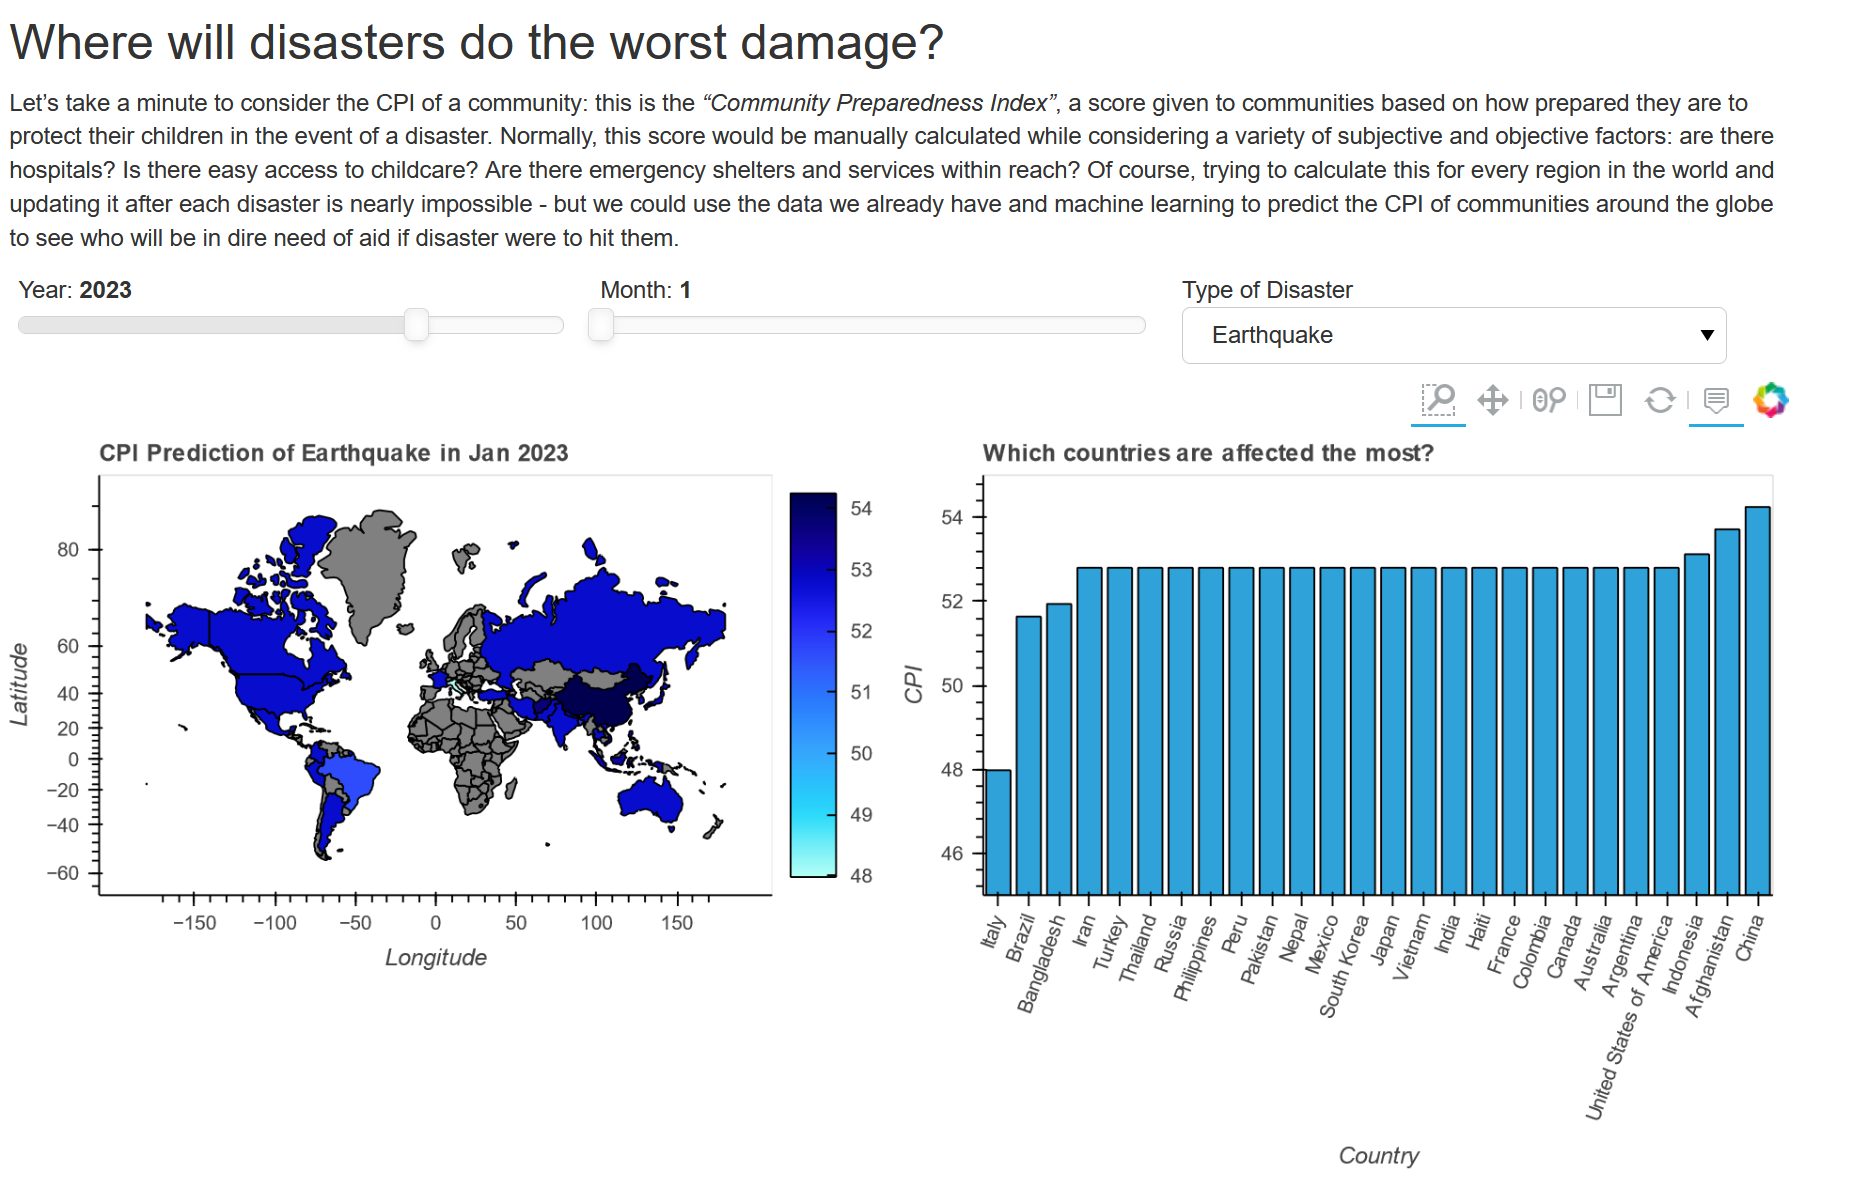 Where will disasters do the worst damage?
Let’s take a minute to consider the CPI of a community: this is the “Community Preparedness Index”, a score given to communities based on how prepared they are to
protect their children in the event of a disaster. Normally, this score would be manually calculated while considering a variety of subjective and objective factors: are there
hospitals? Is there easy access to childcare? Are there emergency shelters and services within reach? Of course, trying to calculate this for every region in the world and
updating it after each disaster is nearly impossible - but we could use the data we already have and machine learning to predict the CPI of communities around the globe
to see who will be in dire need of aid if disaster were to hit them.
Year: 2023
Month: 1
Type of Disaster
Earthquake
CPI Prediction of Earthquake in Jan 2023
Latitude
80
60
40
20
0
−20
−40
−60
−150
−100
−50
0
50
100
150
Longitude
54
53
52
51
50
49
48
Which countries are affected the most?
CPI
54
52
50
48
46
Italy
Brazil
Bangladesh
Iran
Turkey
Thailand
Russia
Philippines
Peru
Pakistan
Nepal
Mexico
South Korea
Japan
Vietnam
India
Haiti
France
Colombia
Canada
Australia
Argentina
United States of America
Indonesia
Afghanistan
China
Country